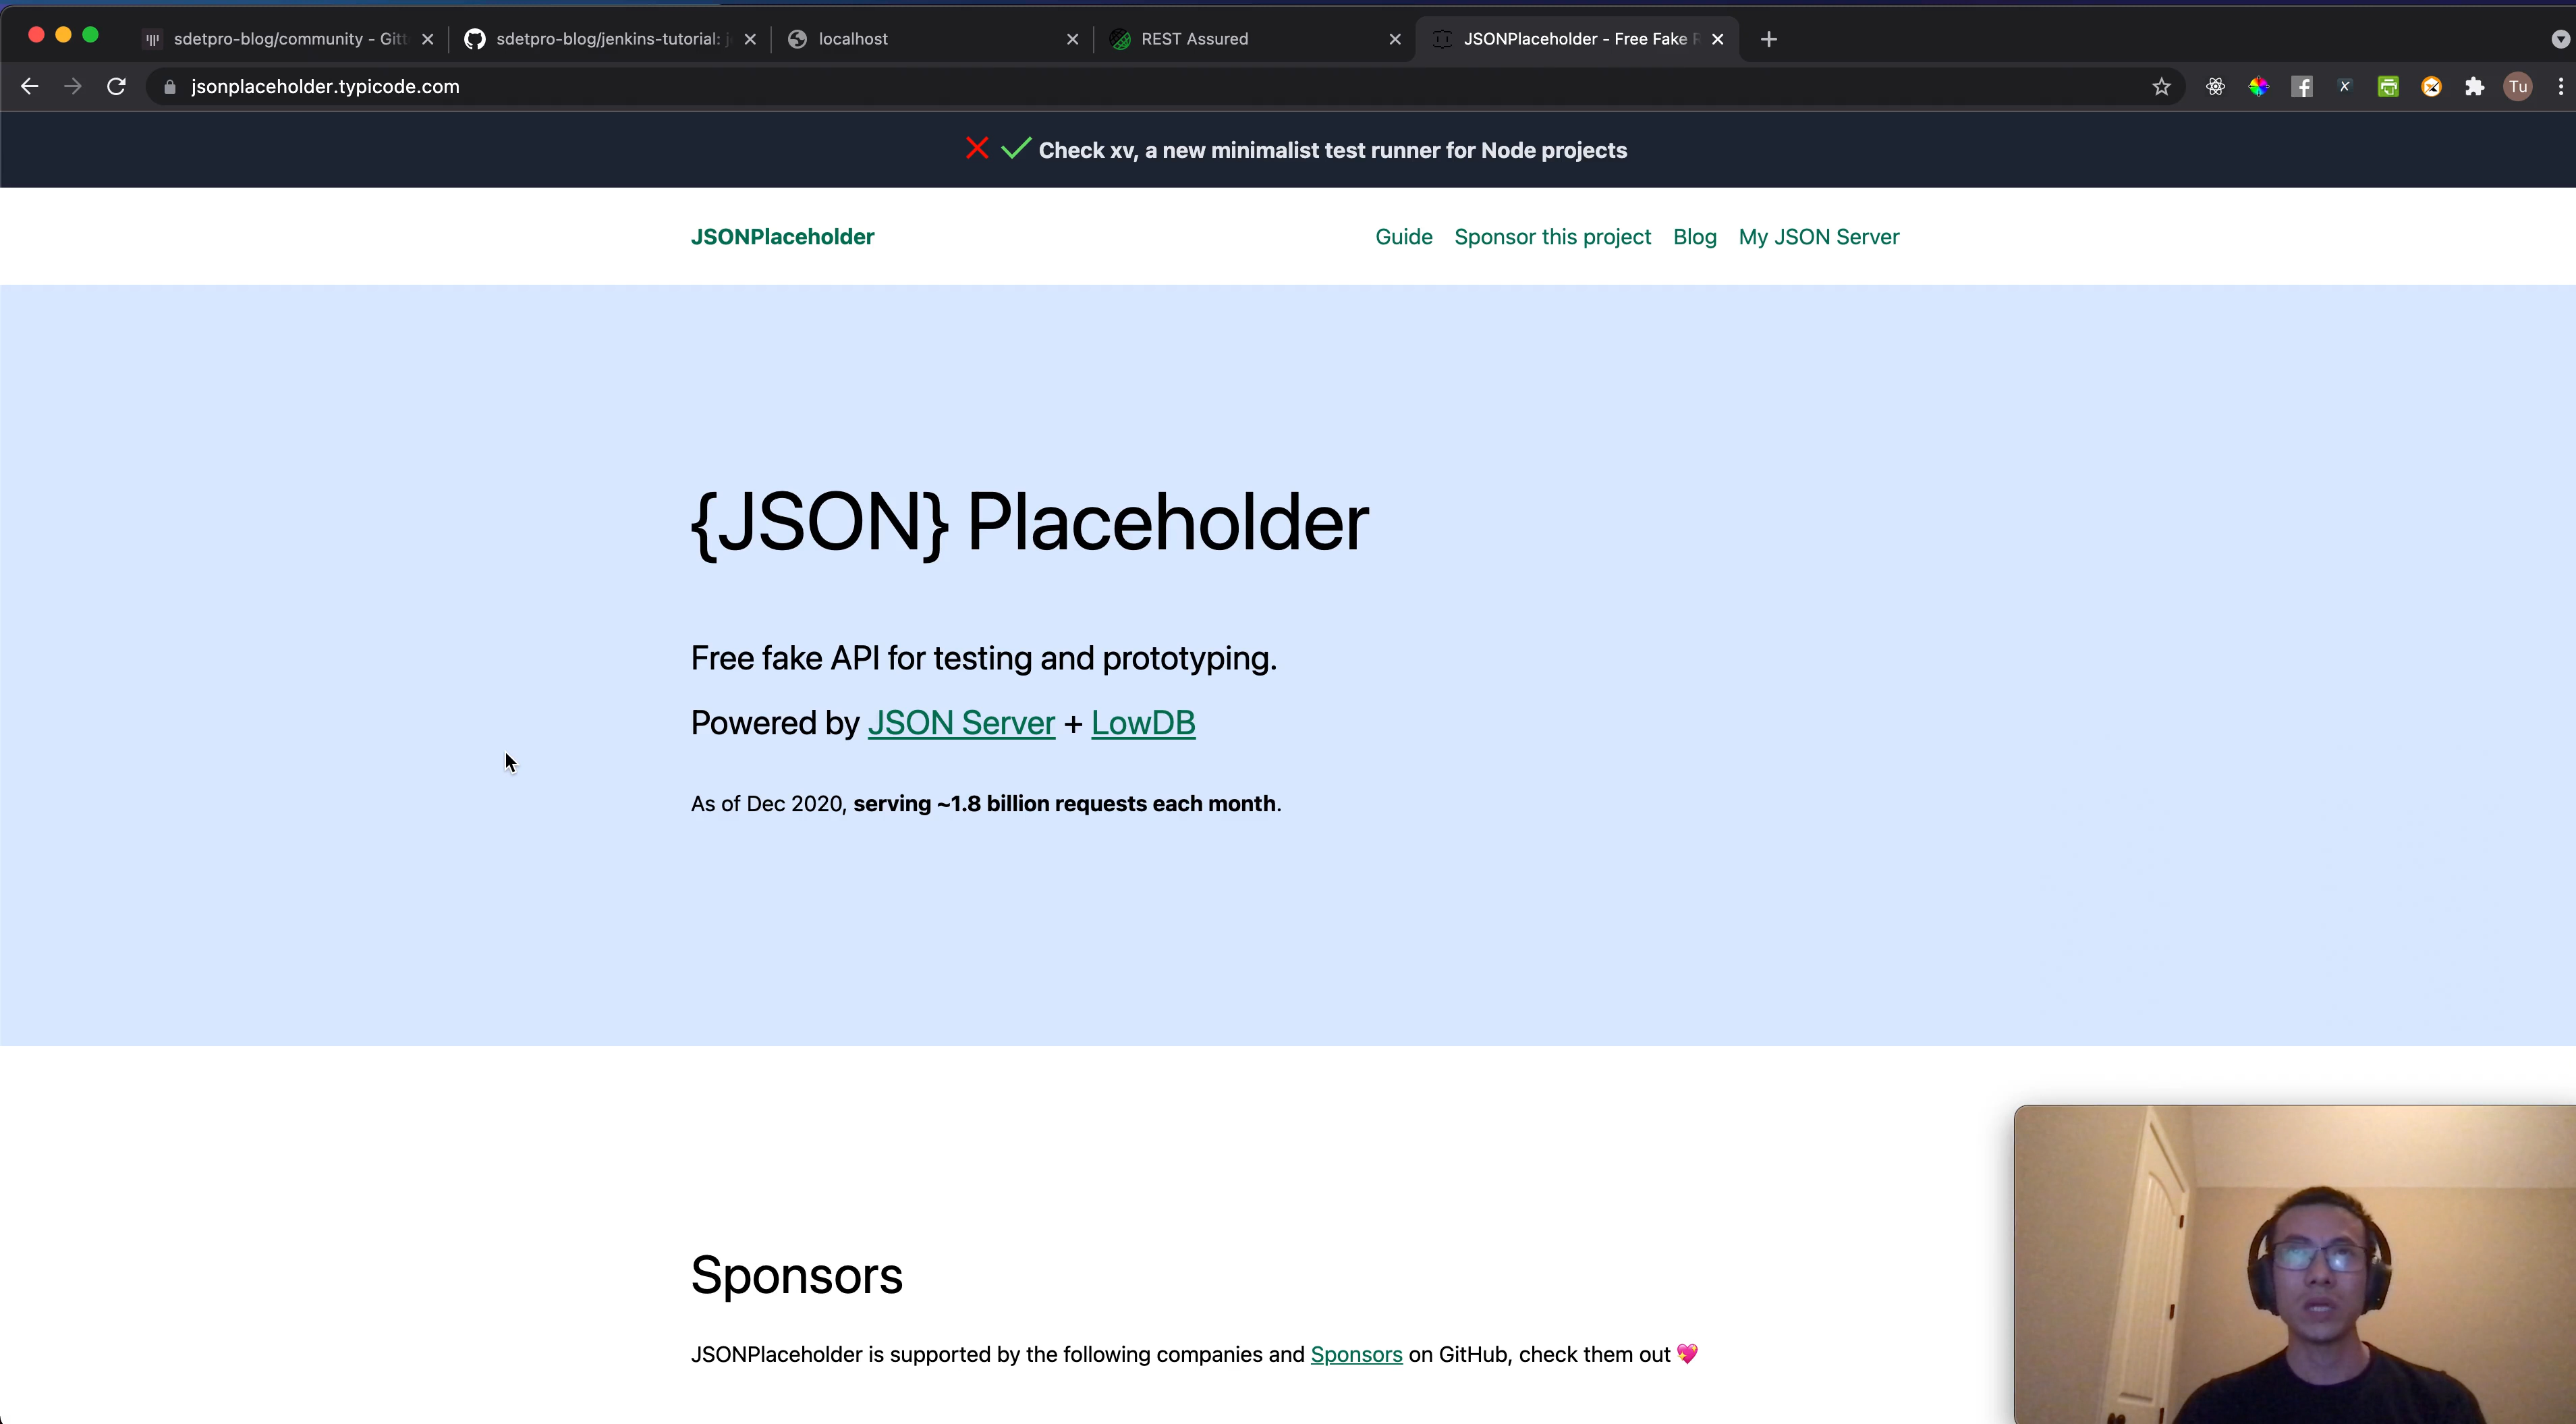 sdetpro-blog/community - Gitt
sdetpro-blog/jenkins-tutorial: j
localhost
REST Assured
JSONPlaceholder - Free Fake R
jsonplaceholder.typicode.com
Tu
Check xv, a new minimalist test runner for Node projects
JSONPlaceholder
Guide
Sponsor this project
Blog
My JSON Server
{JSON} Placeholder
Free fake API for testing and prototyping.
Powered by JSON Server + LowDB
As of Dec 2020, serving ~1.8 billion requests each month.
Sponsors
JSONPlaceholder is supported by the following companies and Sponsors on GitHub, check them out 💖